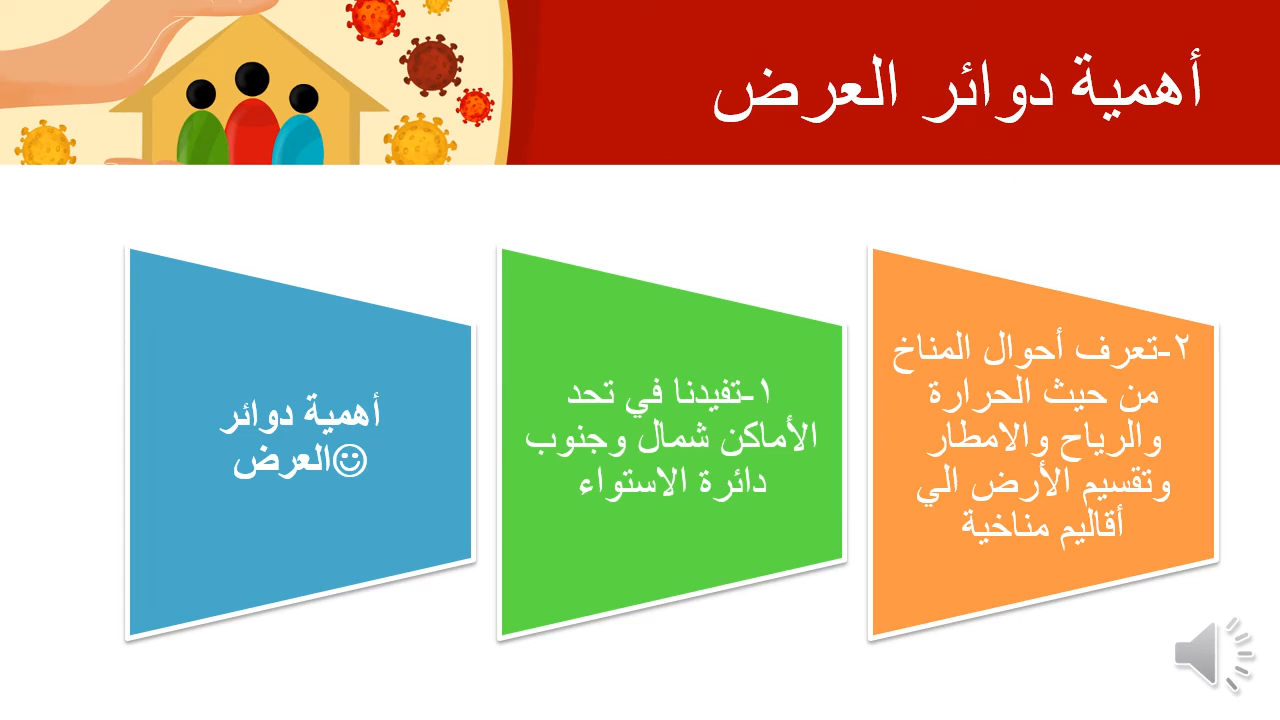 أهمية دوائر العرض
أهمية دوائر
العرض☺
١-تفيدنا في تحد
الأماكن شمال وجنوب
دائرة الاستواء
٢-تعرف أحوال المناخ
من حيث الحرارة
والرياح والامطار
وتقسيم الأرض الي
أقاليم مناخية